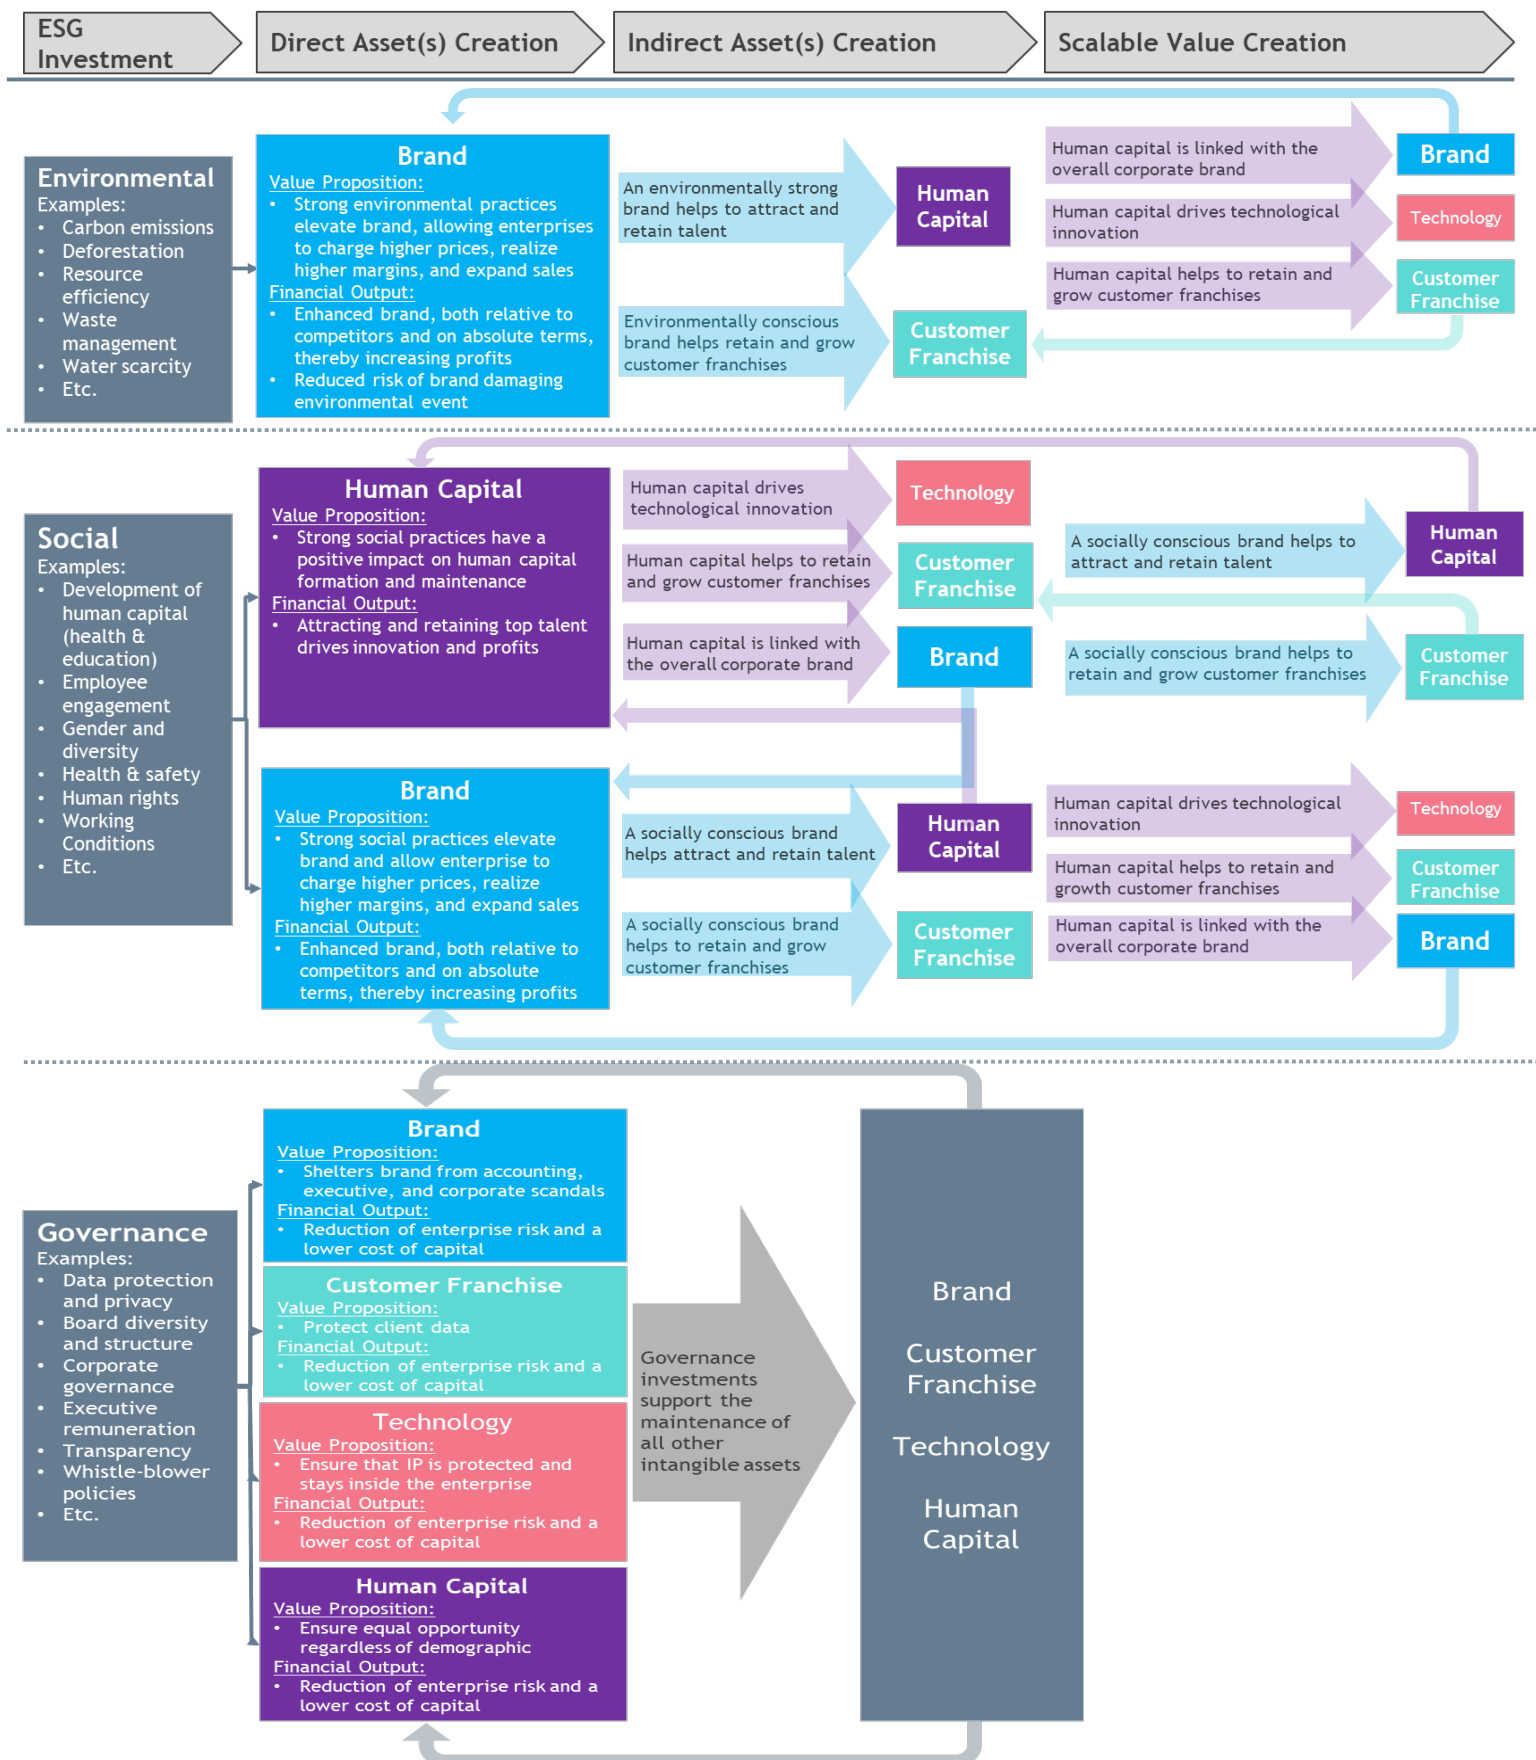 ESG
Investment
Direct Asset(s) Creation
Indirect Asset(s) Creation
Scalable Value Creation
Environmental
Examples:
• Carbon emissions
• Deforestation
• Resource
efficiency
• Waste
management
• Water scarcity
• Etc.
Brand
Value Proposition:
• Strong environmental practices
elevate brand, allowing enterprises
to charge higher prices, realize
higher margins, and expand sales
Financial Output:
• Enhanced brand, both relative to
competitors and on absolute terms,
thereby increasing profits
• Reduced risk of brand damaging
environmental event
An environmentally strong
brand helps to attract and
retain talent
Human
Capital
Environmentally conscious
brand helps retain and grow
customer franchises
Customer
Franchise
Human capital is linked with the
overall corporate brand
Brand
Human capital drives technological
innovation
Technology
Human capital helps to retain and
grow customer franchises
Customer
Franchise
Social
Examples:
• Development of
human capital
(health &
education)
• Employee
engagement
• Gender and
diversity
• Health & safety
• Human rights
• Working
Conditions
• Etc.
Human Capital
Value Proposition:
• Strong social practices have a
positive impact on human capital
formation and maintenance
Financial Output:
• Attracting and retaining top talent
drives innovation and profits
Human capital drives
technological innovation
Technology
Human capital helps to retain
and grow customer franchises
Customer
Franchise
Human capital is linked with
the overall corporate brand
Brand
A socially conscious brand helps to
attract and retain talent
Human
Capital
A socially conscious brand helps to
retain and grow customer franchises
Customer
Franchise
Brand
Value Proposition:
• Strong social practices elevate
brand and allow enterprise to
charge higher prices, realize
higher margins, and expand sales
Financial Output:
• Enhanced brand, both relative to
competitors and on absolute
terms, thereby increasing profits
A socially conscious brand
helps attract and retain talent
Human
Capital
A socially conscious brand
helps to retain and grow
customer franchises
Customer
Franchise
Human capital drives technological
innovation
Technology
Human capital helps to retain and
growth customer franchises
Customer
Franchise
Human capital is linked with the
overall corporate brand
Brand
Governance
Examples:
• Data protection
and privacy
• Board diversity
and structure
• Corporate
governance
• Executive
remuneration
• Transparency
• Whistle-blower
policies
• Etc.
Brand
Value Proposition:
• Shelters brand from accounting,
executive, and corporate scandals
Financial Output:
• Reduction of enterprise risk and a
lower cost of capital
Customer Franchise
Value Proposition:
• Protect client data
Financial Output:
• Reduction of enterprise risk and a
lower cost of capital
Technology
Value Proposition:
• Ensure that IP is protected and
stays inside the enterprise
Financial Output:
• Reduction of enterprise risk and a
lower cost of capital
Human Capital
Value Proposition:
• Ensure equal opportunity
regardless of demographic
Financial Output:
• Reduction of enterprise risk and a
lower cost of capital
Governance
investments
support the
maintenance of
all other
intangible assets
Brand
Customer
Franchise
Technology
Human
Capital